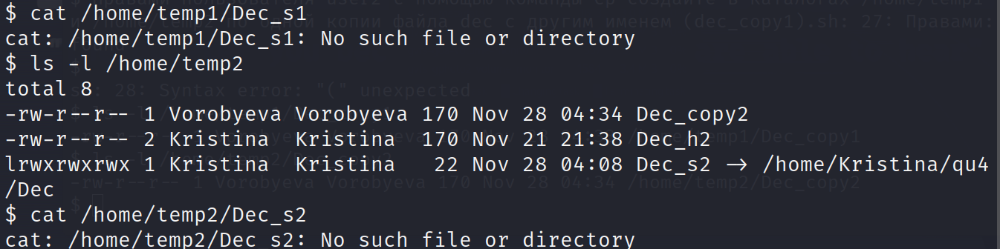 $ cat /home/temp1/Dec_s1
cat: /home/temp1/Dec_s1: No such file or directory
$ ls -l /home/temp2
total 8
-rw-r--r-- 1 Vorobyeva Vorobyeva 170 Nov 28 04:34 Dec_copy2
-rw-r--r-- 2 Kristina  Kristina  170 Nov 21 21:38 Dec_h2
lrwxrwxrwx 1 Kristina  Kristina   22 Nov 28 04:08 Dec_s2 → /home/Kristina/qu4
/Dec
$ cat /home/temp2/Dec_s2
cat: /home/temp2/Dec_s2: No such file or directory